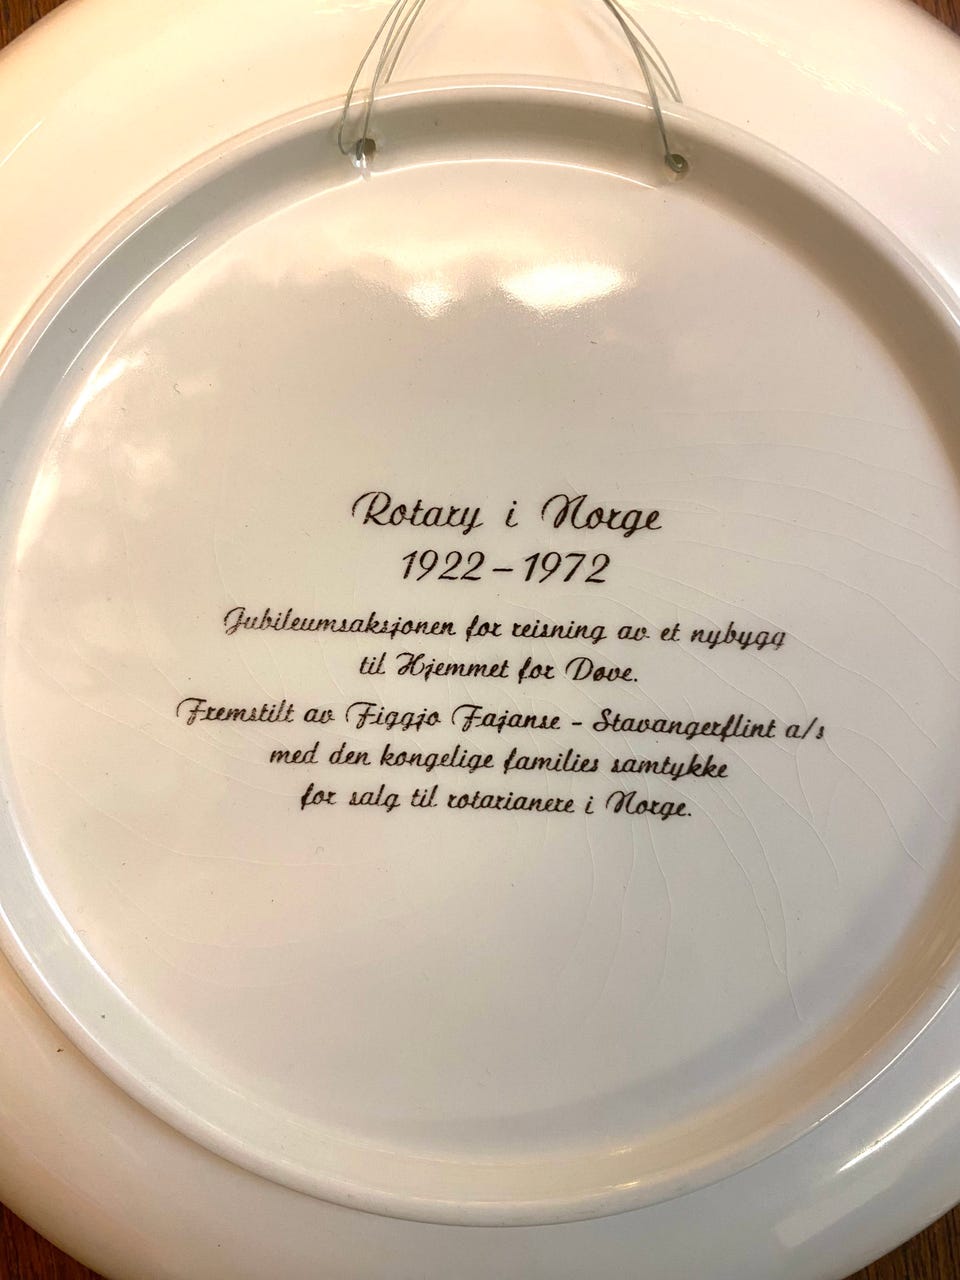 Rotary i Norge
1922-1972
Jubileumsaksjonen for reisning av et nybygg
til Hjemmet for Døve.
Fremstilt av Figgjo Fajanse - Stavangerflint a/s
med den kongelige families samtykke
for salg til rotarianere i Norge.